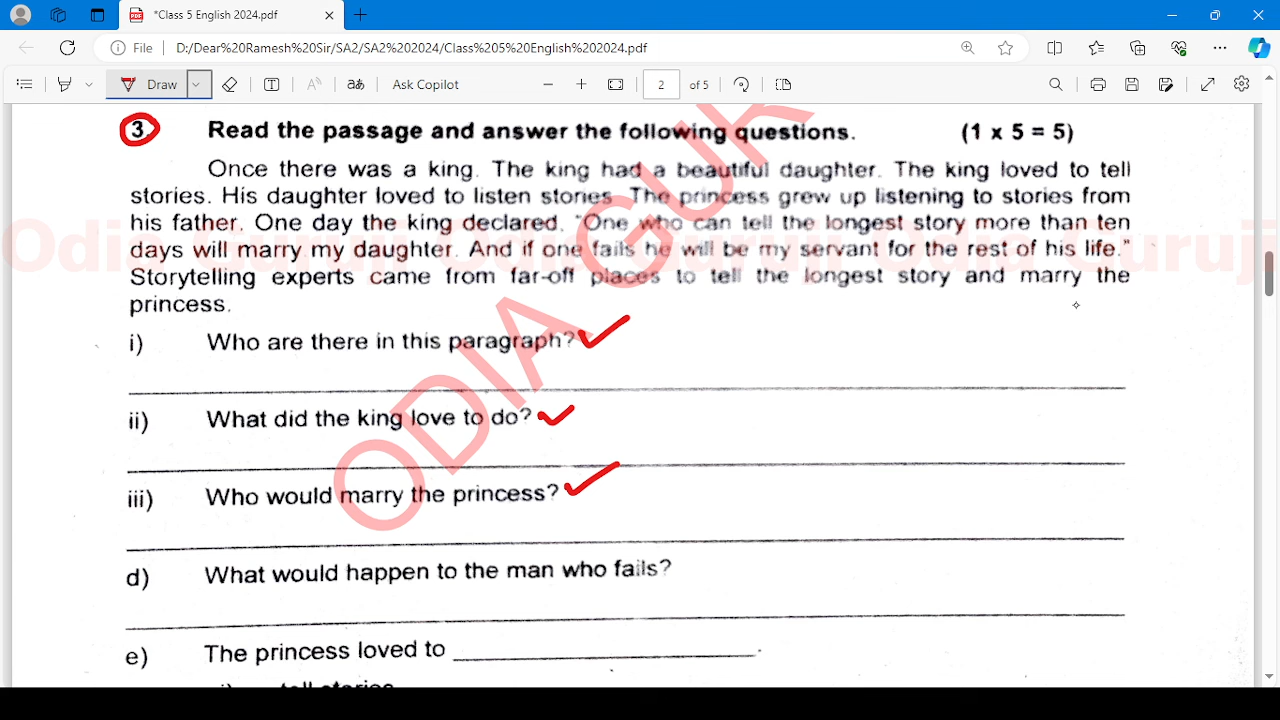 *Class 5 English 2024.pdf
File D:/Dear%20Ramesh%20Sir/SA2/SA2%202024/Class%205%20English%202024.pdf
Draw Ask Copilot 2 of 5
3. Read the passage and answer the following questions. (1 x 5 = 5)
Once there was a king. The king had a beautiful daughter. The king loved to tell
stories. His daughter loved to listen stories. The princess grew up listening to stories from
his father. One day the king declared, "One who can tell the longest story more than ten
days will marry my daughter. And if one fails he will be my servant for the rest of his life."
Storytelling experts came from far-off places to tell the longest story and marry the
princess.
i) Who are there in this paragraph?
ii) What did the king love to do?
iii) Who would marry the princess?
d) What would happen to the man who fails?
e) The princess loved to .
ODIA GUR